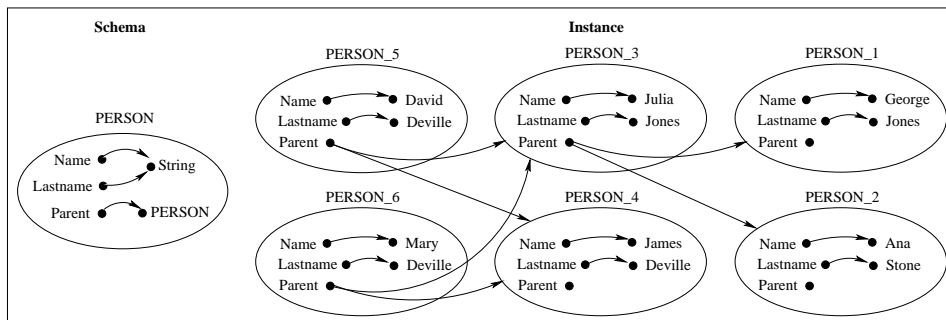 Schema
Instance
PERSON
Name
String
Lastname
Parent
PERSON
PERSON_5
Name David
Lastname Deville
Parent
PERSON_3
Name Julia
Lastname Jones
Parent
PERSON_1
Name George
Lastname Jones
Parent
PERSON_6
Name Mary
Lastname Deville
Parent
PERSON_4
Name James
Lastname Deville
Parent
PERSON_2
Name Ana
Lastname Stone
Parent